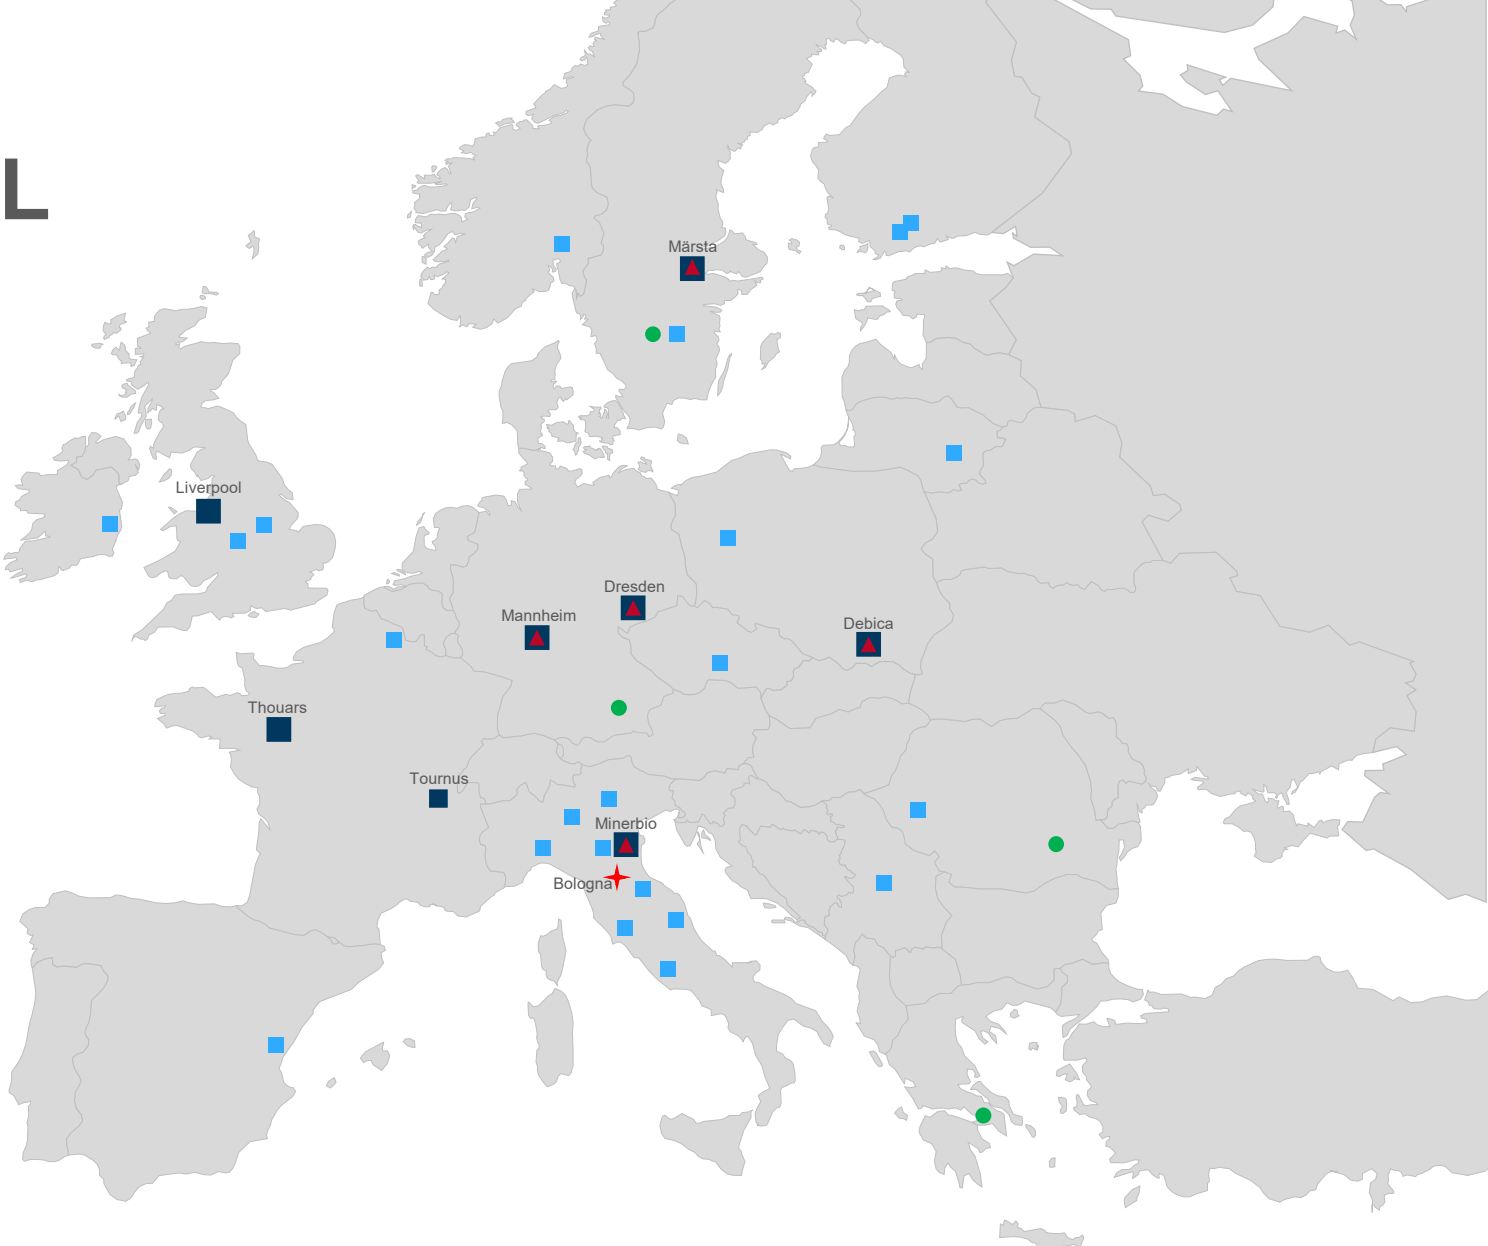 L
Märsta
Liverpool
Dresden
Mannheim
Debica
Thouars
Tournus
Minerbio
Bologna